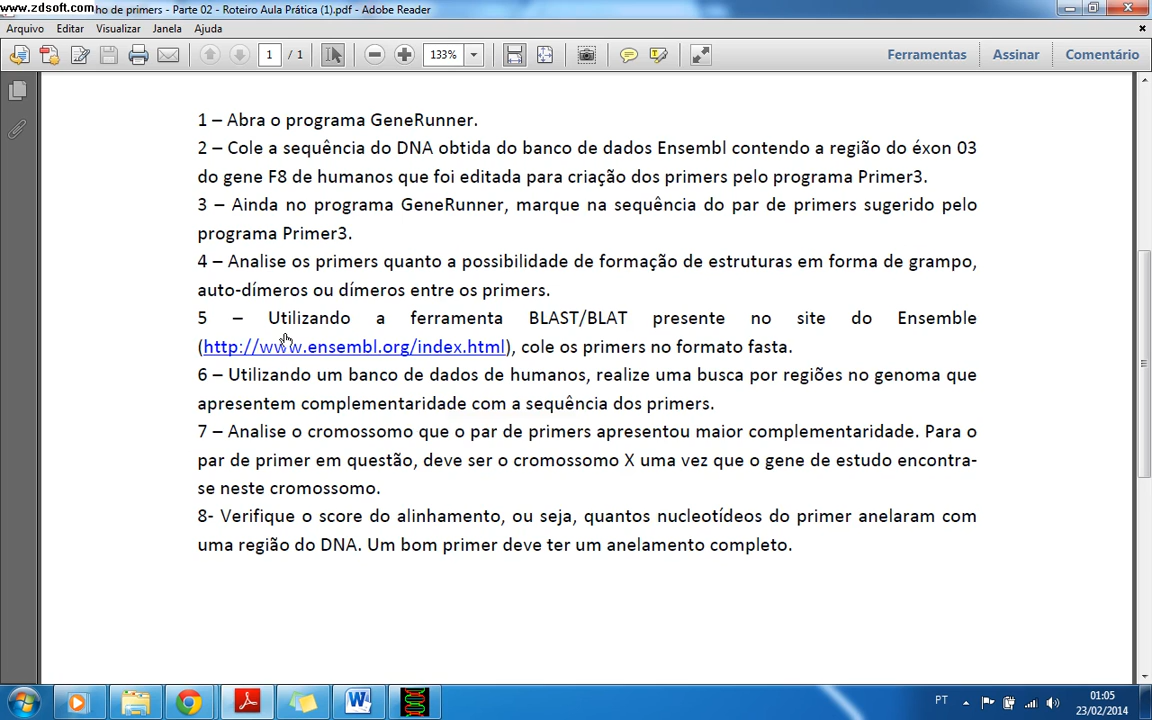 www.zdsoft.com ho de primers - Parte 02 - Roteiro Aula Prática (1).pdf - Adobe Reader
Arquivo Editar Visualizar Janela Ajuda
1 / 1 133% Ferramentas Assinar Comentário
1 – Abra o programa GeneRunner.
2 – Cole a sequência do DNA obtida do banco de dados Ensembl contendo a região do éxon 03
do gene F8 de humanos que foi editada para criação dos primers pelo programa Primer3.
3 – Ainda no programa GeneRunner, marque na sequência do par de primers sugerido pelo
programa Primer3.
4 – Analise os primers quanto a possibilidade de formação de estruturas em forma de grampo,
auto-dímeros ou dímeros entre os primers.
5 – Utilizando a ferramenta BLAST/BLAT presente no site do Ensemble
(http://www.ensembl.org/index.html), cole os primers no formato fasta.
6 – Utilizando um banco de dados de humanos, realize uma busca por regiões no genoma que
apresentem complementaridade com a sequência dos primers.
7 – Analise o cromossomo que o par de primers apresentou maior complementaridade. Para o
par de primer em questão, deve ser o cromossomo X uma vez que o gene de estudo encontra-
se neste cromossomo.
8- Verifique o score do alinhamento, ou seja, quantos nucleotídeos do primer anelaram com
uma região do DNA. Um bom primer deve ter um anelamento completo.
PT 01:05
23/02/2014